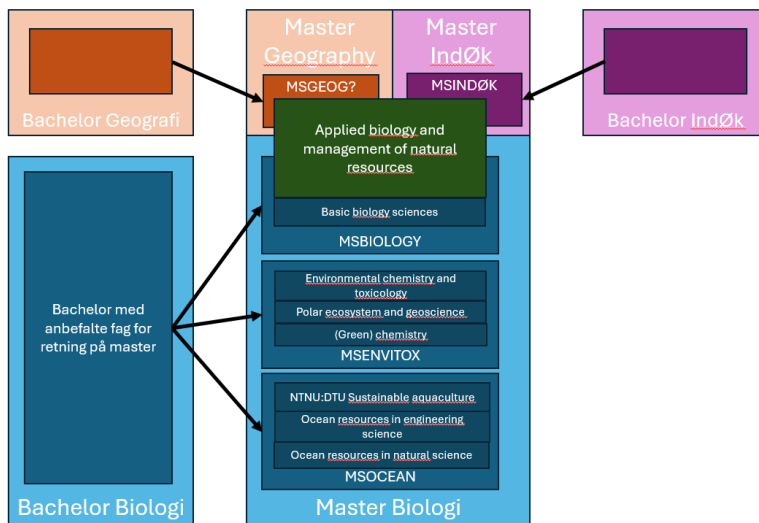 Master
Geography
MSGEOG?
Master
IndØk
MSINDØK
Bachelor Geografi
Bachelor IndØk
Applied biology and
management of natural
resources
Basic biology sciences
MSBIOLOGY
Bachelor med
anbefalte fag for
retning på master
Environmental chemistry and
toxicology
Polar ecosystem and geoscience
(Green) chemistry
MSENVITOX
NTNU:DTU Sustainable aquaculture
Ocean resources in engineering
science
Ocean resources in natural science
MSOCEAN
Bachelor Biologi
Master Biologi